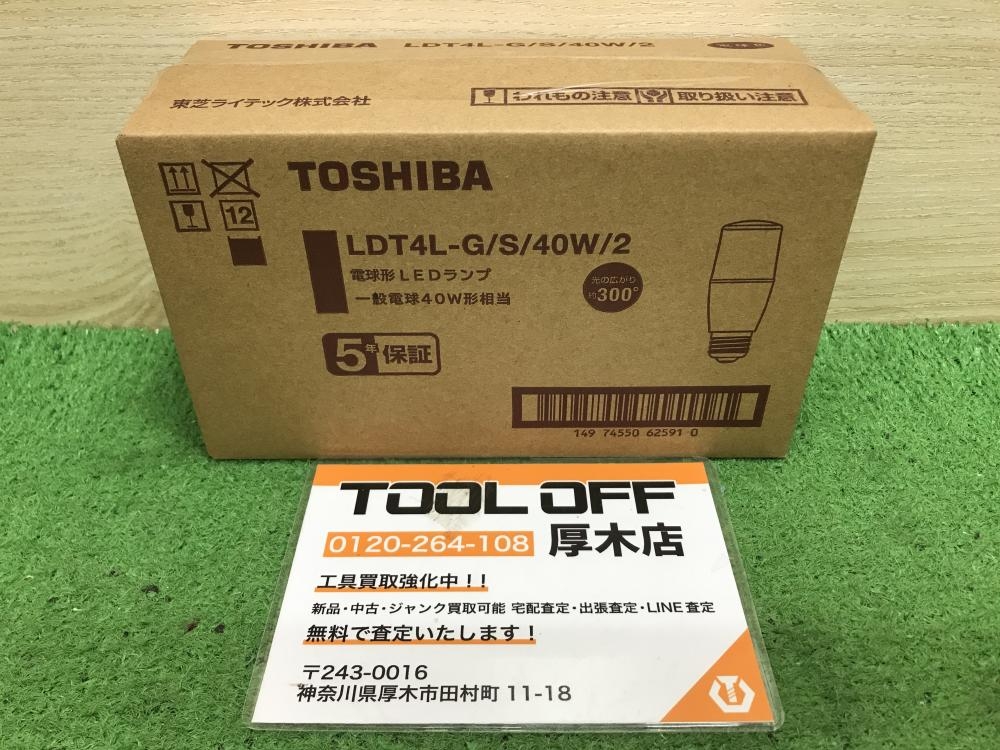 TOSHIBA LDT4L-G/S/40W/2
東芝ライテック株式会社 われもの注意 取り扱い注意
TOSHIBA
12
LDT4L-G/S/40W/2
電球形LEDランプ
一般電球40W形相当
光の広がり
約300°
5年保証
149 74550 62591 0
TOOL OFF
0120-264-108 厚木店
工具買取強化中!!
新品・中古・ジャンク買取可能 宅配査定・出張査定・LINE査定
無料で査定いたします!
〒243-0016
神奈川県厚木市田村町 11-18